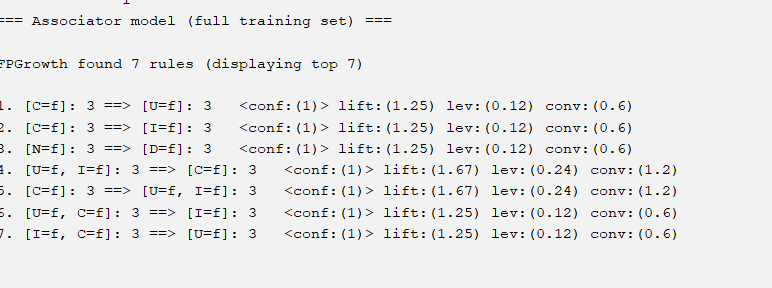 === Associator model (full training set) ===
FPGrowth found 7 rules (displaying top 7)
1. [C=f]: 3 ==> [U=f]: 3   <conf:(1)> lift:(1.25) lev:(0.12) conv:(0.6)
2. [C=f]: 3 ==> [I=f]: 3   <conf:(1)> lift:(1.25) lev:(0.12) conv:(0.6)
3. [N=f]: 3 ==> [D=f]: 3   <conf:(1)> lift:(1.25) lev:(0.12) conv:(0.6)
4. [U=f, I=f]: 3 ==> [C=f]: 3   <conf:(1)> lift:(1.67) lev:(0.24) conv:(1.2)
5. [C=f]: 3 ==> [U=f, I=f]: 3   <conf:(1)> lift:(1.67) lev:(0.24) conv:(1.2)
6. [U=f, C=f]: 3 ==> [I=f]: 3   <conf:(1)> lift:(1.25) lev:(0.12) conv:(0.6)
7. [I=f, C=f]: 3 ==> [U=f]: 3   <conf:(1)> lift:(1.25) lev:(0.12) conv:(0.6)